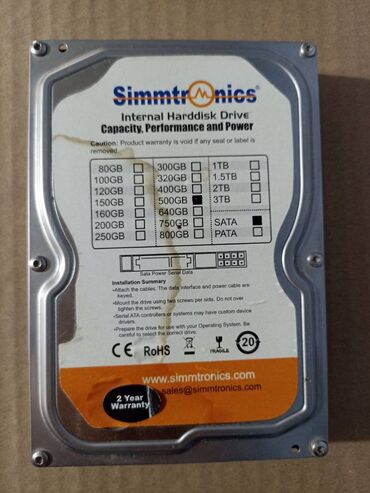 Simmtronics®
Internal Harddisk Drive
Capacity, Performance and Power
Caution: Product warranty is void if any seal or label is
removed.
80GB
100GB
120GB
150GB
160GB
200GB
250GB
300GB
320GB
400GB
500GB
640GB
750GB
800GB
1TB
1.5TB
2TB
3TB
SATA
PATA
Sata Power Serial Data
Installation Summary
•Attach the cables. The data interface and power cable are
keyed.
•Mount the drive using two screws per side. Do not over
tighten the screws.
•Serial ATA controllers or systems may have custom device
drivers.
•Prepare the drive for use with your Operating System. Be
careful to select the correct drive.
CE RoHS FRAGILE 20
www.simmtronics.com
sales@simmtronics.com
2 Year
Warranty